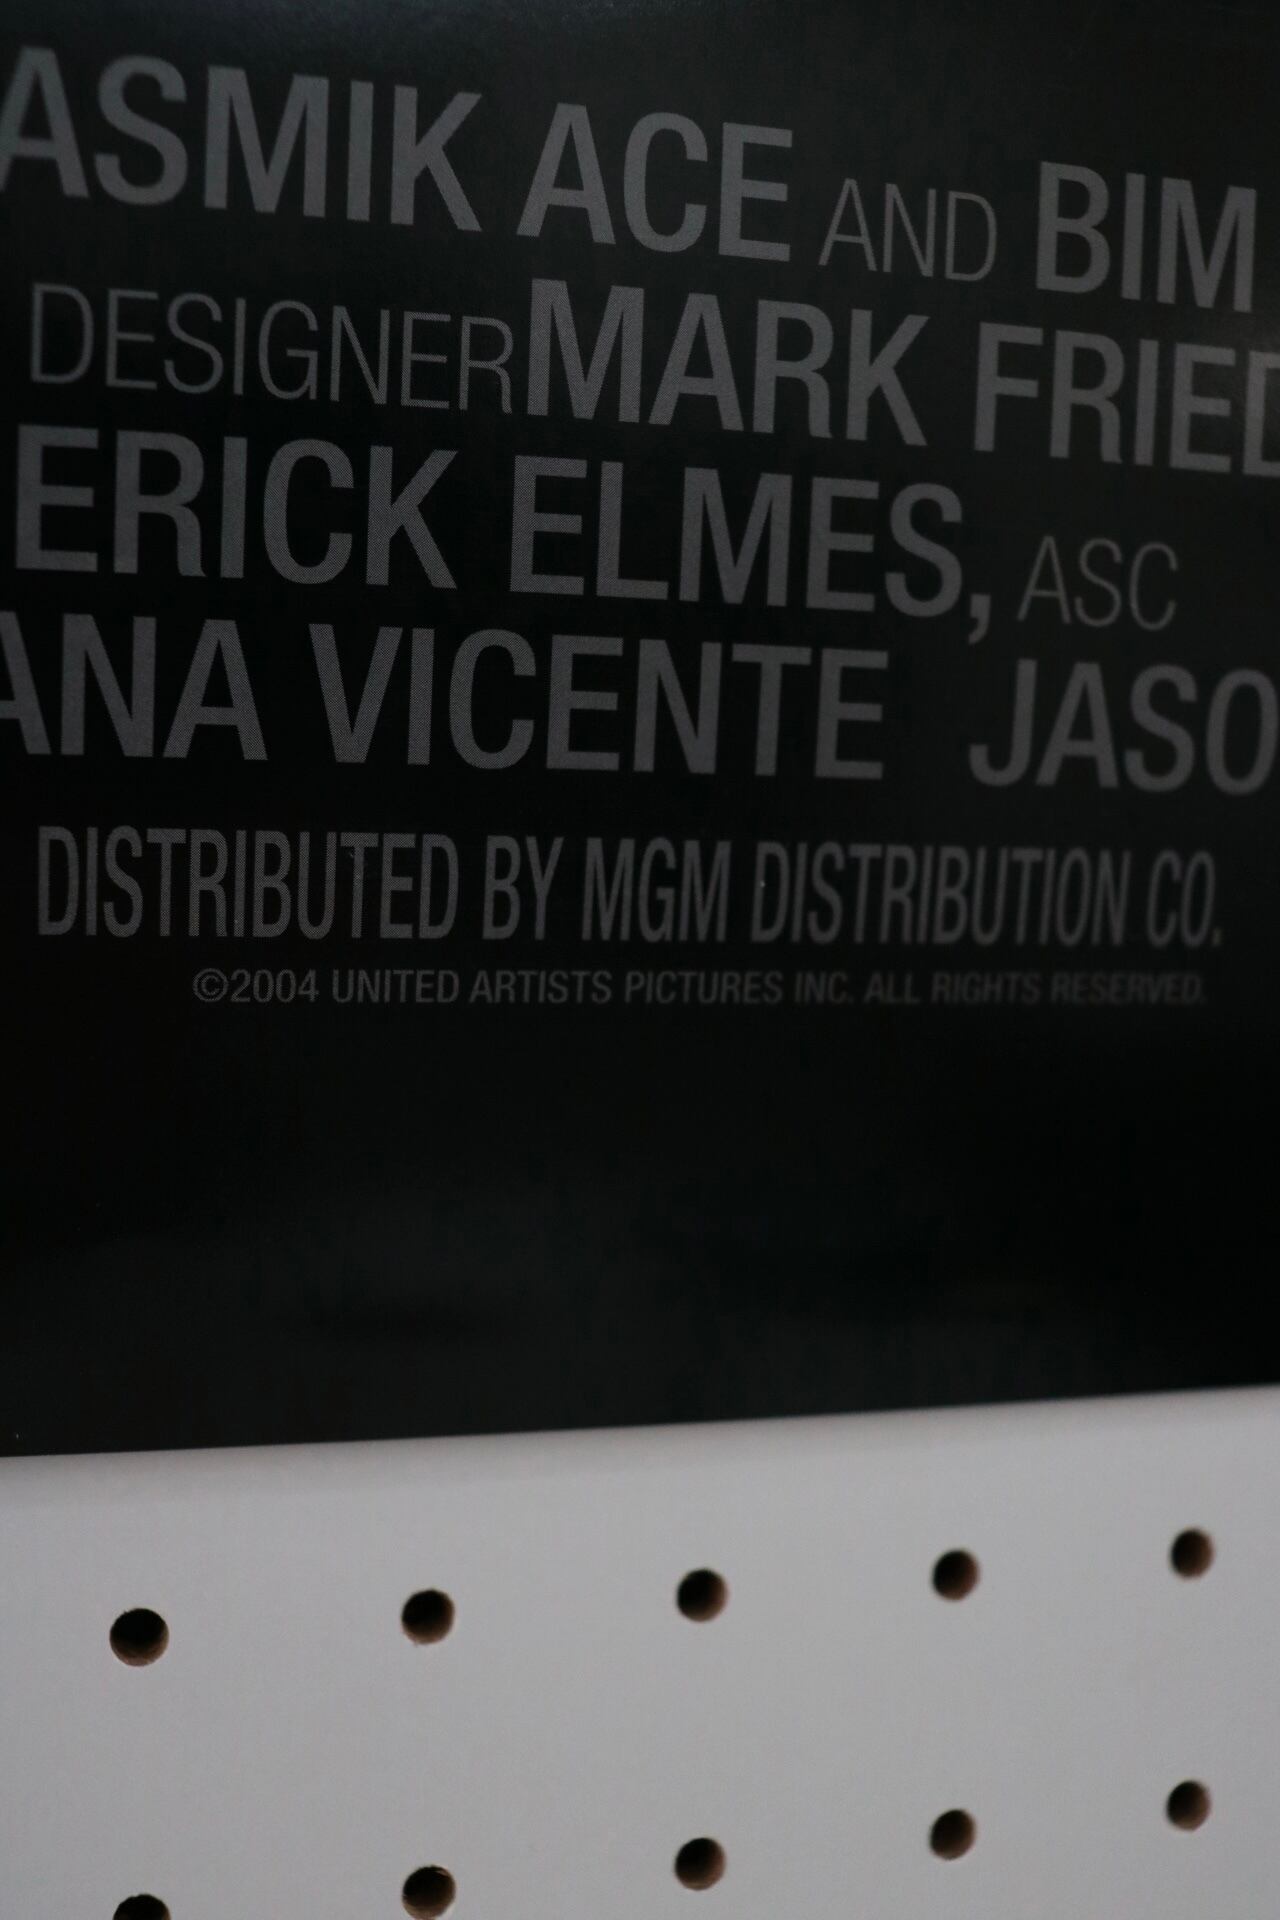 ASMIK ACE AND BIM
DESIGNER MARK FRIED
ERICK ELMES, ASC
ANA VICENTE JASO
DISTRIBUTED BY MGM DISTRIBUTION CO.
©2004 UNITED ARTISTS PICTURES INC. ALL RIGHTS RESERVED.